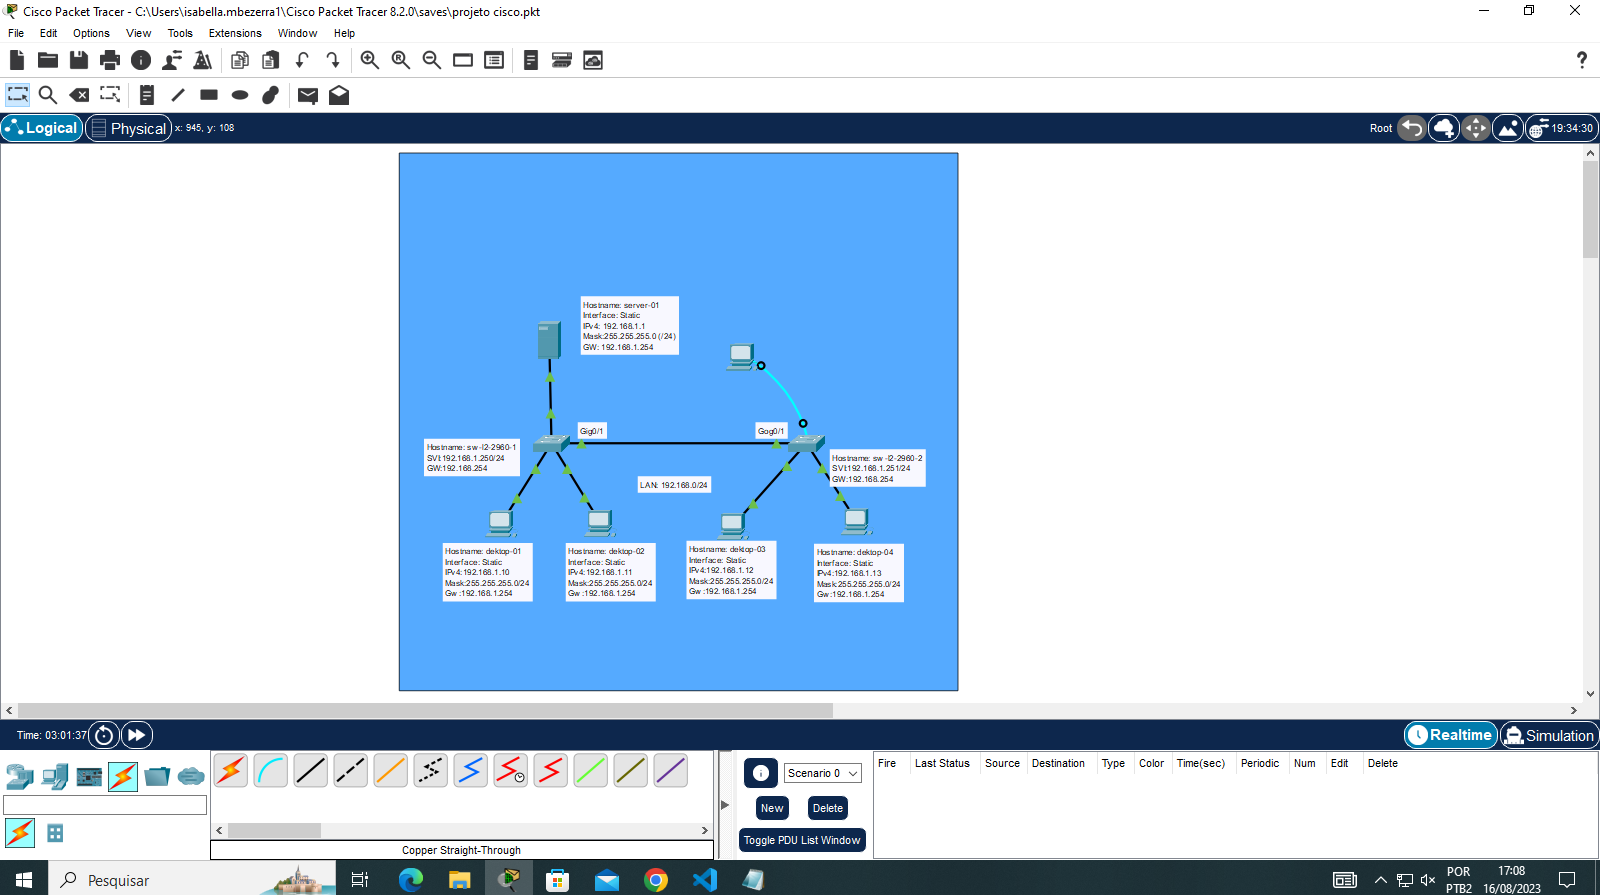 Cisco Packet Tracer - C:\Users\isabella.mbezerra1\Cisco Packet Tracer 8.2.0\saves\projeto cisco.pkt
File Edit Options View Tools Extensions Window Help
?
Logical Physical x: 945, y: 108 Root 19:34:30
Hostname: server-01
Interface: Static
IPv4: 192.168.1.1
Mask:255.255.255.0 (/24)
GW: 192.168.1.254
Gig0/1
Gog0/1
Hostname: sw-l2-2960-1
SVI:192.168.1.250/24
GW:192.168.254
Hostname: sw-l2-2960-2
SVI:192.168.1.251/24
GW:192.168.254
LAN: 192.168.0/24
Hostname: dektop-01
Interface: Static
IPv4:192.168.1.10
Mask:255.255.255.0/24
Gw:192.168.1.254
Hostname: dektop-02
Interface: Static
IPv4:192.168.1.11
Mask:255.255.255.0/24
Gw:192.168.1.254
Hostname: dektop-03
Interface: Static
IPv4:192.168.1.12
Mask:255.255.255.0/24
Gw:192.168.1.254
Hostname: dektop-04
Interface: Static
IPv4:192.168.1.13
Mask:255.255.255.0/24
Gw:192.168.1.254
Time: 03:01:37 Realtime Simulation
Scenario 0
New Delete
Toggle PDU List Window
Fire Last Status Source Destination Type Color Time(sec) Periodic Num Edit Delete
Copper Straight-Through
Pesquisar
POR
PTB2
17:08
16/08/2023